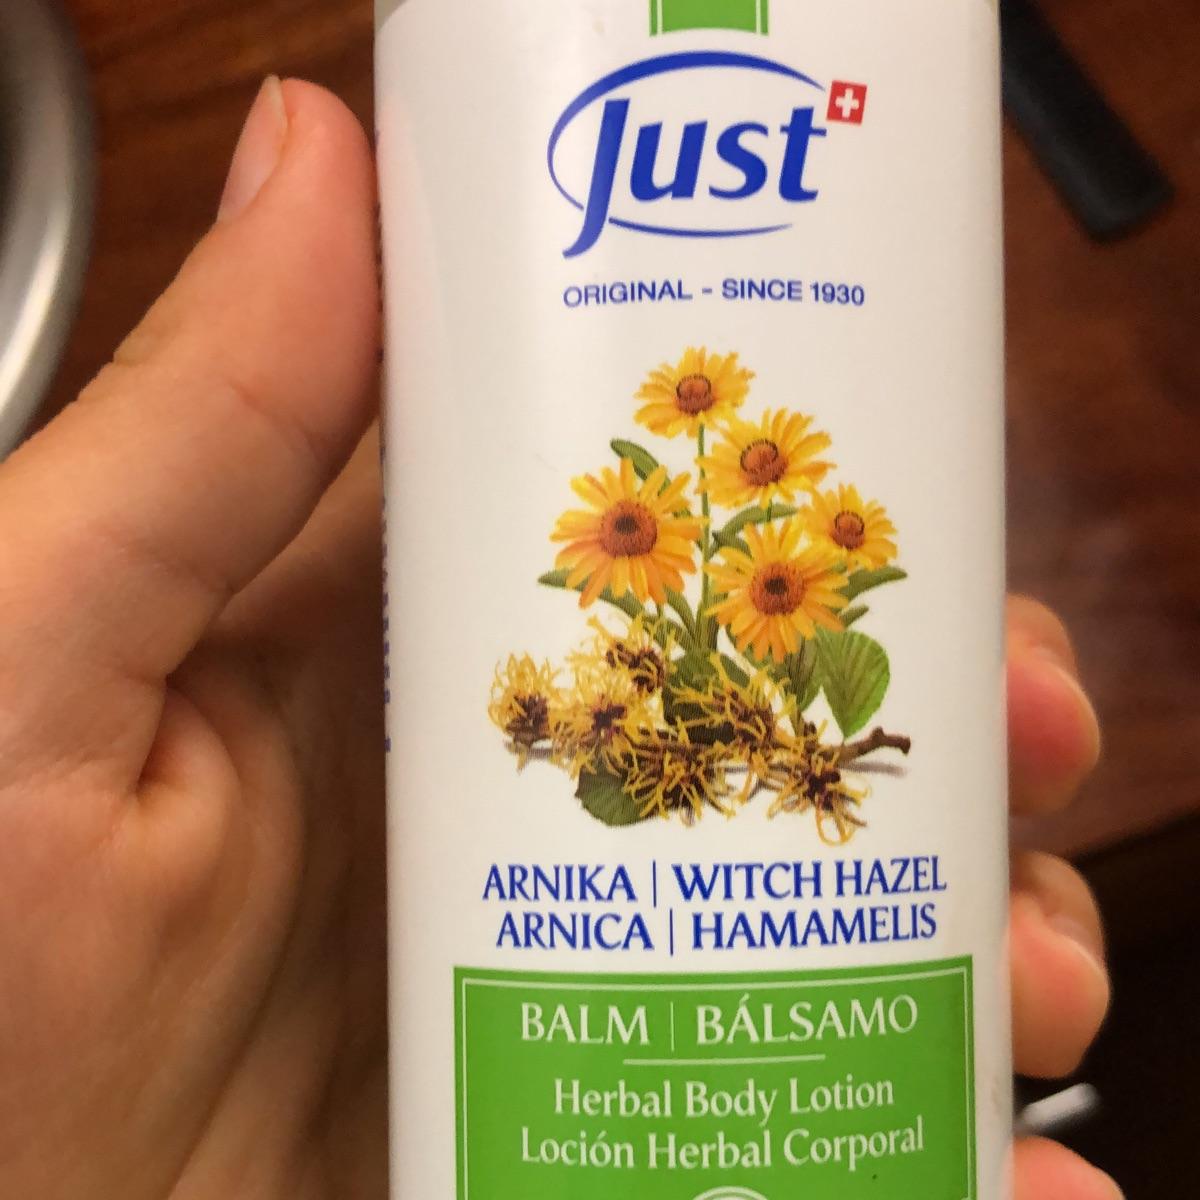 Just
ORIGINAL - SINCE 1930
ARNIKA | WITCH HAZEL
ARNICA | HAMAMELIS
BALM | BÁLSAMO
Herbal Body Lotion
Loción Herbal Corporal